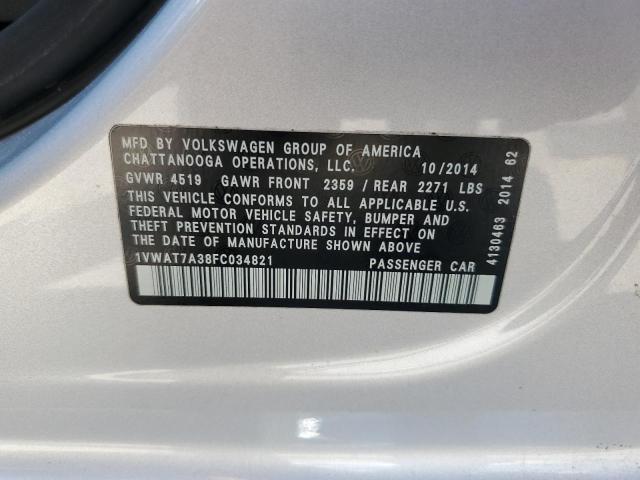 MFD BY VOLKSWAGEN GROUP OF AMERICA
CHATTANOOGA OPERATIONS, LLC. 10/2014
GVWR 4519 GAWR FRONT 2359 / REAR 2271 LBS
THIS VEHICLE CONFORMS TO ALL APPLICABLE U.S.
FEDERAL MOTOR VEHICLE SAFETY, BUMPER AND
THEFT PREVENTION STANDARDS IN EFFECT ON
THE DATE OF MANUFACTURE SHOWN ABOVE
1VWAT7A38FC034821 PASSENGER CAR
4130463 2014 62